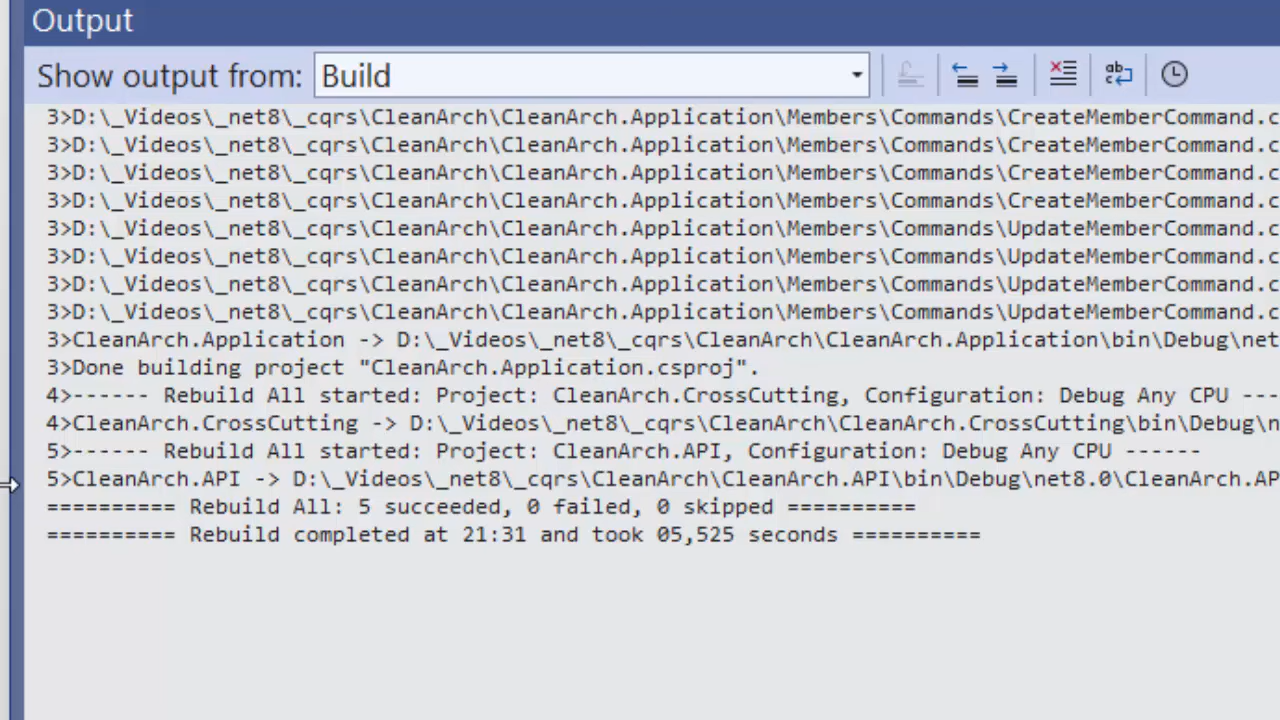 Output
Show output from: Build
3>D:\_Videos\_net8\_cqrs\CleanArch\CleanArch.Application\Members\Commands\CreateMemberCommand.c
3>D:\_Videos\_net8\_cqrs\CleanArch\CleanArch.Application\Members\Commands\CreateMemberCommand.c
3>D:\_Videos\_net8\_cqrs\CleanArch\CleanArch.Application\Members\Commands\CreateMemberCommand.c
3>D:\_Videos\_net8\_cqrs\CleanArch\CleanArch.Application\Members\Commands\CreateMemberCommand.c
3>D:\_Videos\_net8\_cqrs\CleanArch\CleanArch.Application\Members\Commands\UpdateMemberCommand.c
3>D:\_Videos\_net8\_cqrs\CleanArch\CleanArch.Application\Members\Commands\UpdateMemberCommand.c
3>D:\_Videos\_net8\_cqrs\CleanArch\CleanArch.Application\Members\Commands\UpdateMemberCommand.c
3>D:\_Videos\_net8\_cqrs\CleanArch\CleanArch.Application\Members\Commands\UpdateMemberCommand.c
3>CleanArch.Application -> D:\_Videos\_net8\_cqrs\CleanArch\CleanArch.Application\bin\Debug\net
3>Done building project "CleanArch.Application.csproj".
4>------ Rebuild All started: Project: CleanArch.CrossCutting, Configuration: Debug Any CPU ---
4>CleanArch.CrossCutting -> D:\_Videos\_net8\_cqrs\CleanArch\CleanArch.CrossCutting\bin\Debug\n
5>------ Rebuild All started: Project: CleanArch.API, Configuration: Debug Any CPU ------
5>CleanArch.API -> D:\_Videos\_net8\_cqrs\CleanArch\CleanArch.API\bin\Debug\net8.0\CleanArch.AP
========== Rebuild All: 5 succeeded, 0 failed, 0 skipped ==========
========== Rebuild completed at 21:31 and took 05,525 seconds ==========